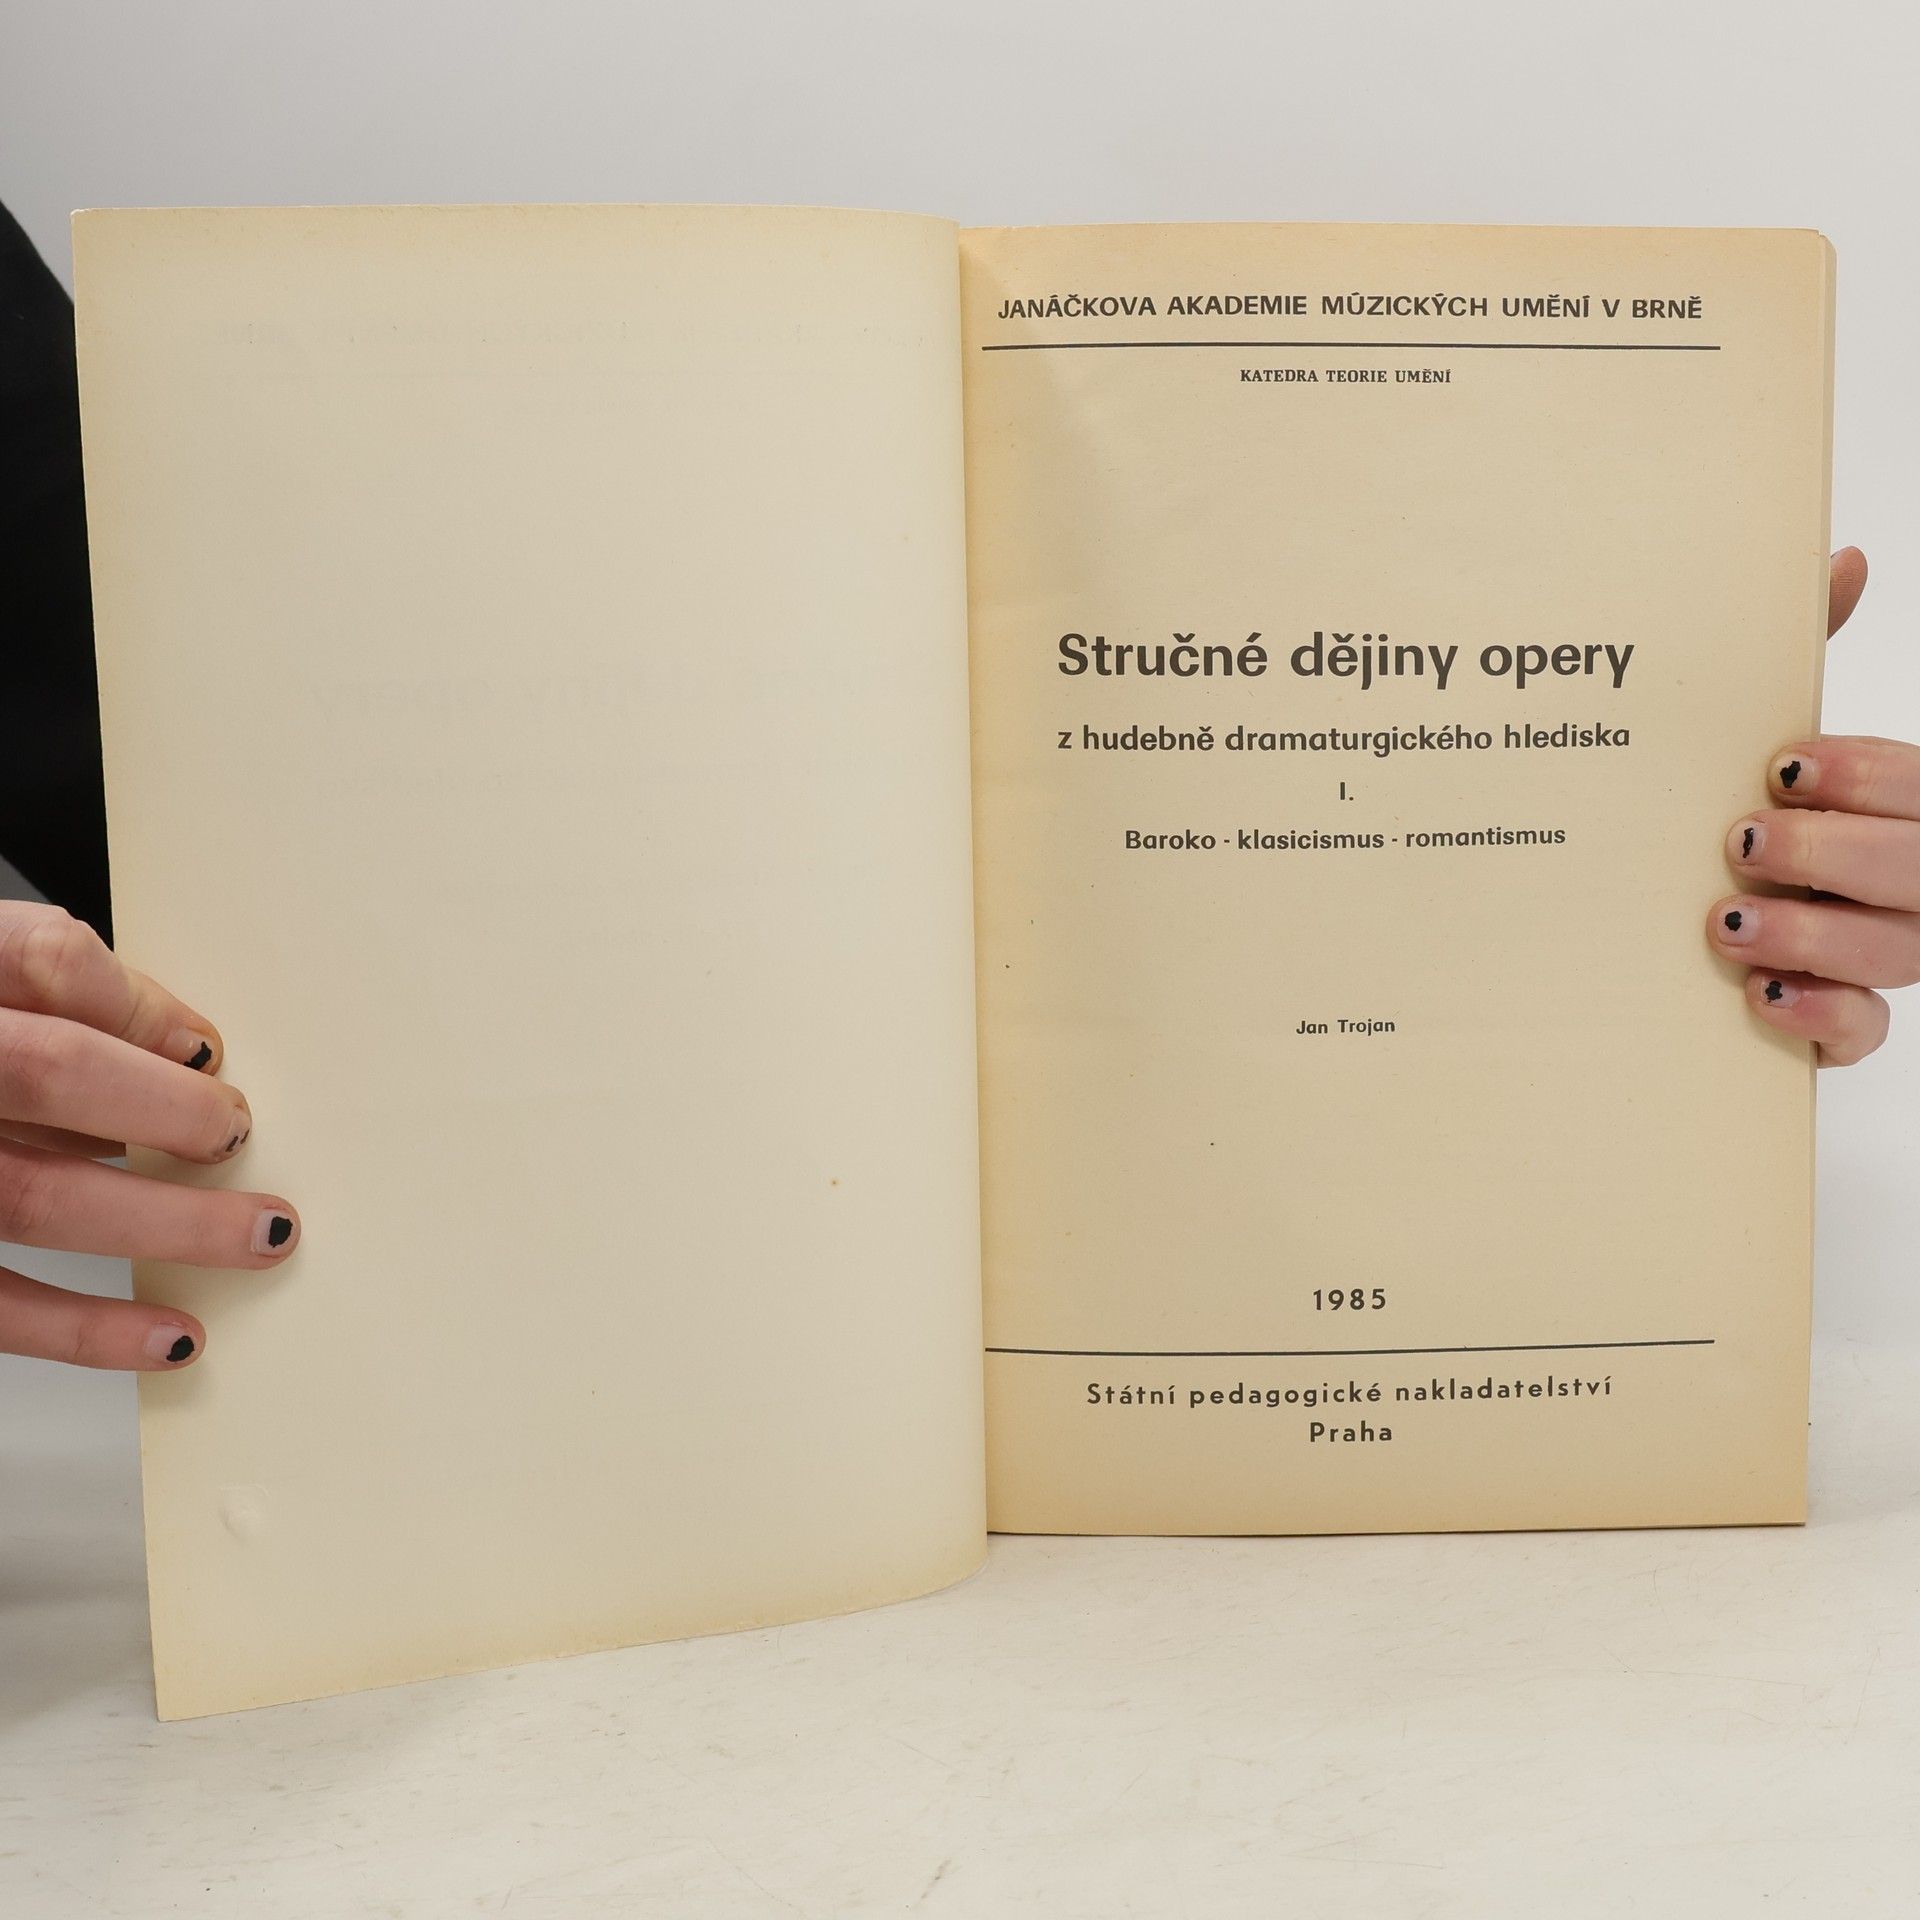 JANÁČKOVA AKADEMIE MÚZICKÝCH UMĚNÍ V BRNĚ
KATEDRA TEORIE UMĚNÍ
Stručné dějiny opery
z hudebně dramaturgického hlediska
I.
Baroko - klasicismus - romantismus
Jan Trojan
1985
Státní pedagogické nakladatelství
Praha